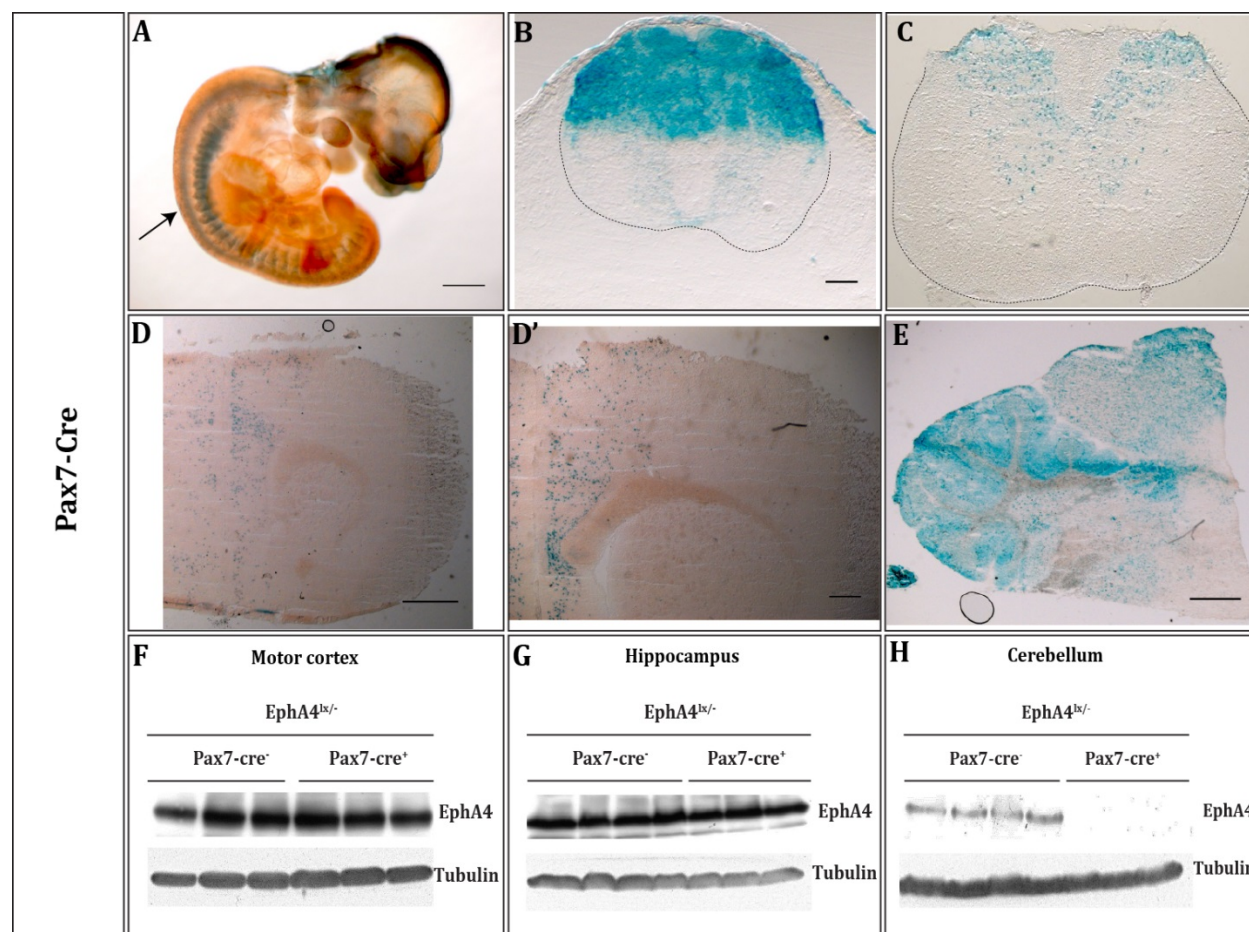 Pax7-Cre
A
B
C
D
D'
E
F
Motor cortex
EphA4lx/-
Pax7-cre-
Pax7-cre+
EphA4
Tubulin
G
Hippocampus
EphA4lx/-
Pax7-cre-
Pax7-cre+
EphA4
Tubulin
H
Cerebellum
EphA4lx/-
Pax7-cre-
Pax7-cre+
EphA4
Tubulin